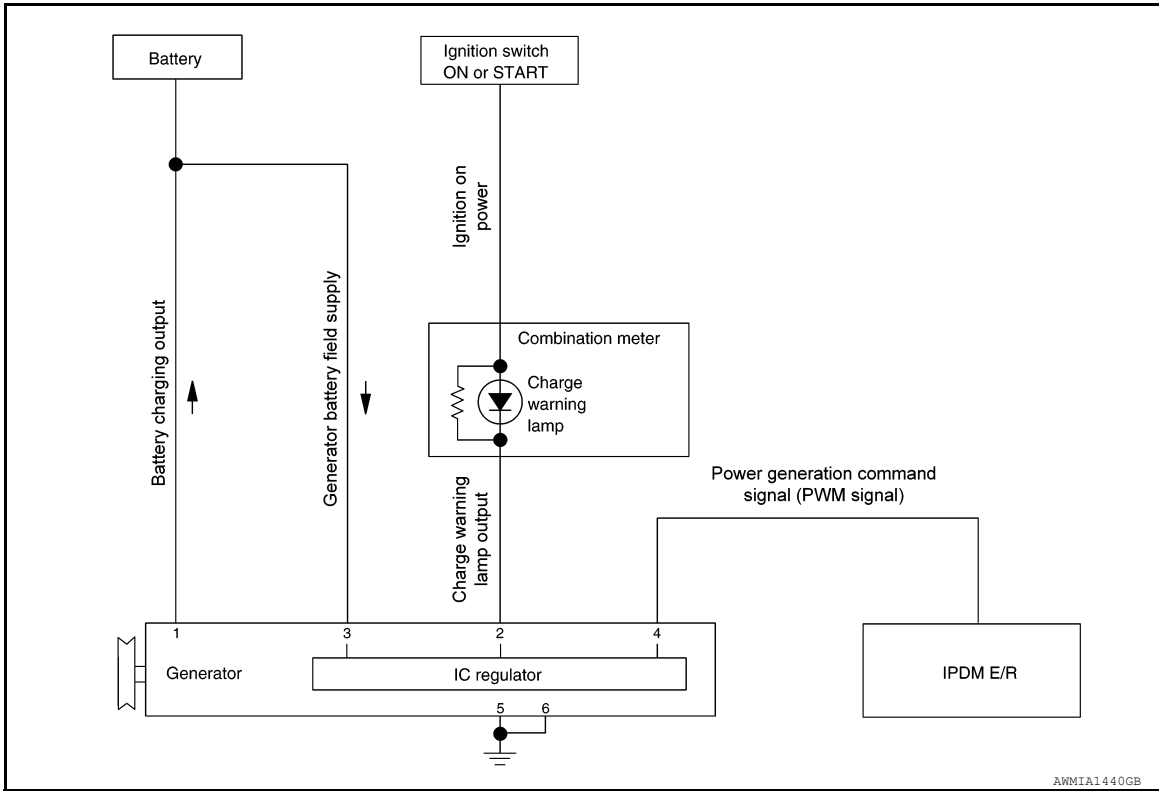 Battery
Ignition switch
ON or START
Ignition on
power
Battery charging output
Generator battery field supply
Combination meter
Charge
warning
lamp
Charge warning
lamp output
Power generation command
signal (PWM signal)
1
3
2
4
Generator
IC regulator
IPDM E/R
5
6
AWMIA1440GB